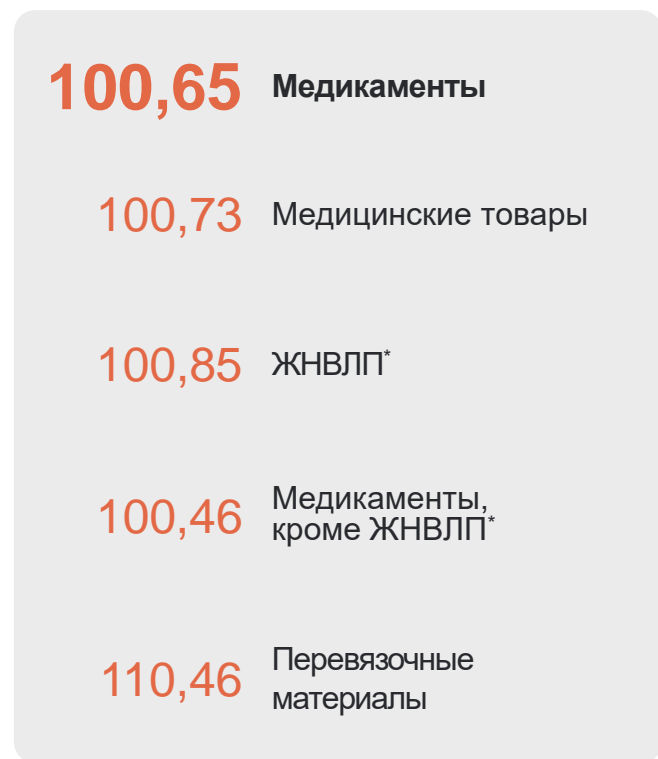 100,65 Медикаменты
100,73 Медицинские товары
100,85 ЖНВЛП*
100,46 Медикаменты,
кроме ЖНВЛП*
110,46 Перевязочные
материалы